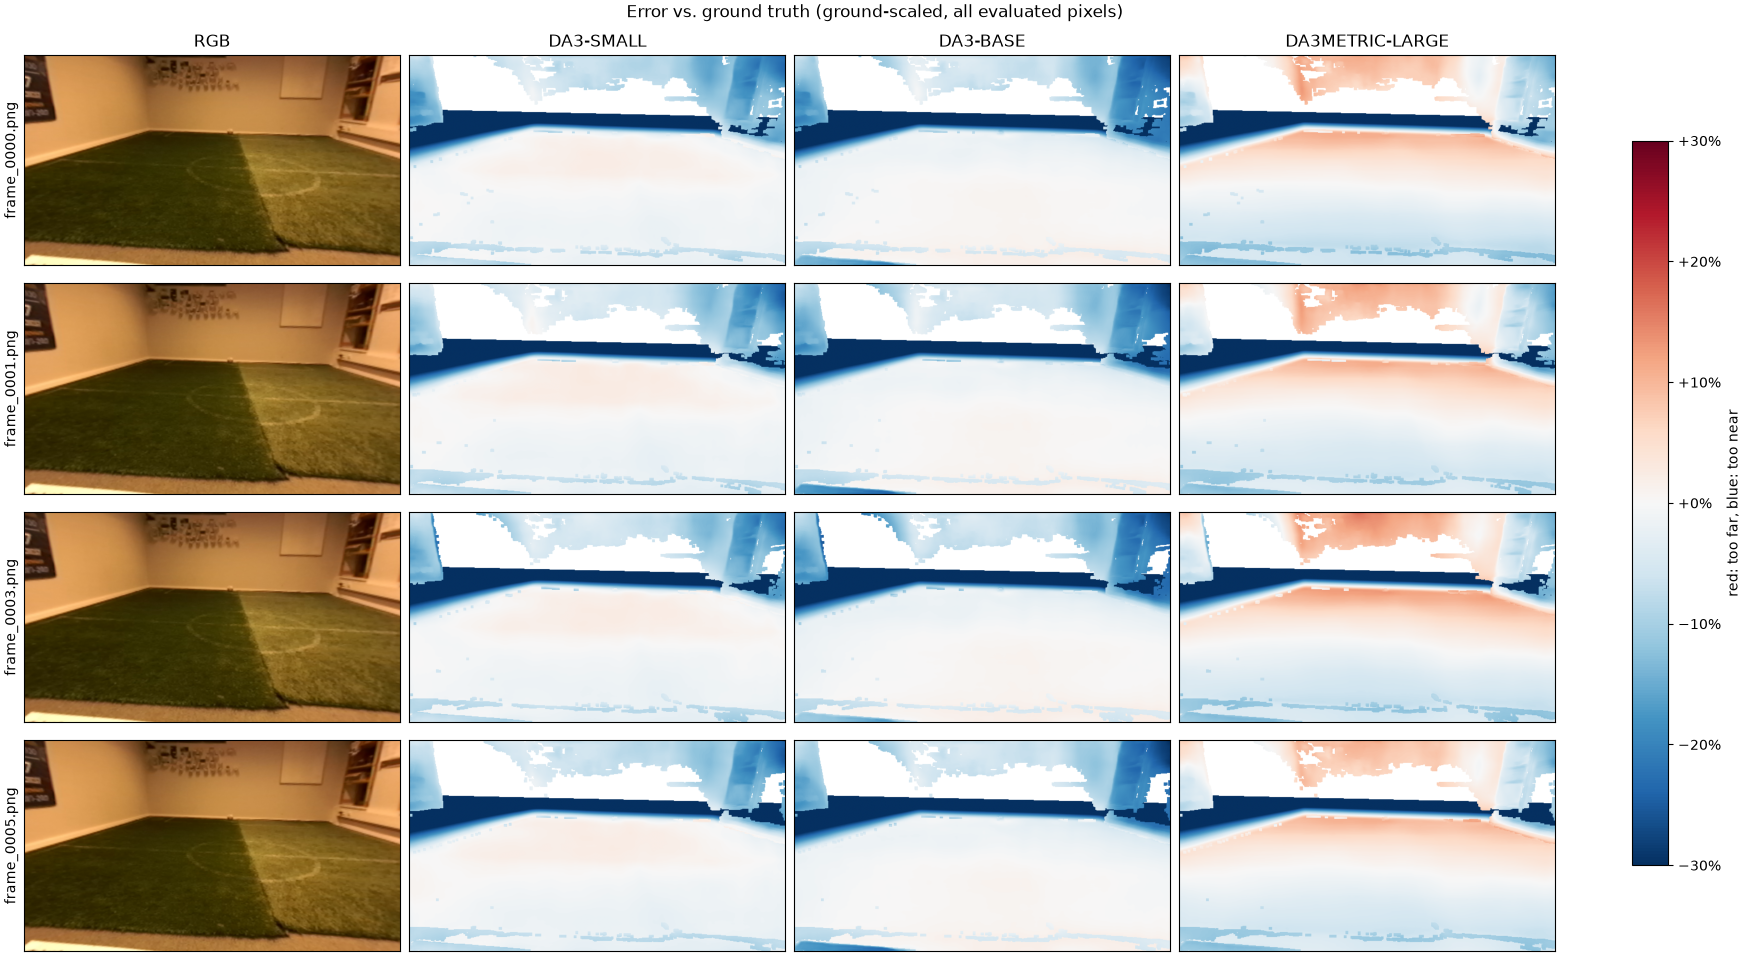 Error vs. ground truth (ground-scaled, all evaluated pixels)
RGB
DA3-SMALL
DA3-BASE
DA3METRIC-LARGE
frame_0000.png
frame_0001.png
frame_0003.png
frame_0005.png
+30%
+20%
+10%
+0%
−10%
−20%
−30%
red: too far, blue: too near